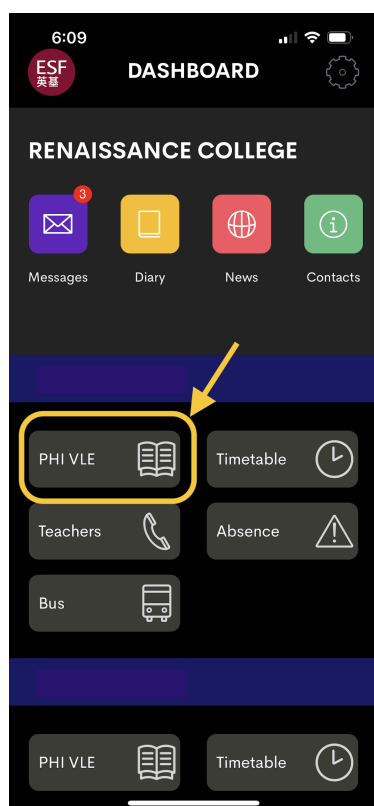 6:09
ESF
英基
DASHBOARD
RENAISSANCE COLLEGE
3
Messages Diary News Contacts
PHI VLE Timetable
Teachers Absence
Bus
PHI VLE Timetable